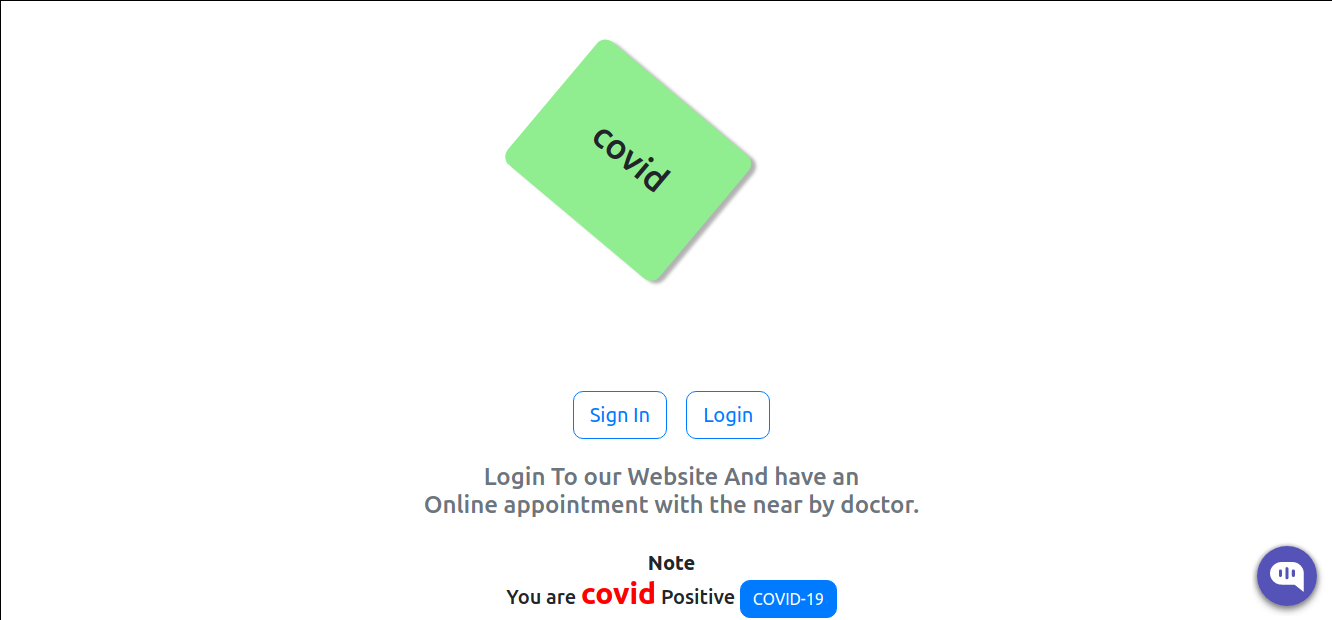 covid
Sign In Login
Login To our Website And have an
Online appointment with the near by doctor.
Note
You are covid Positive COVID-19